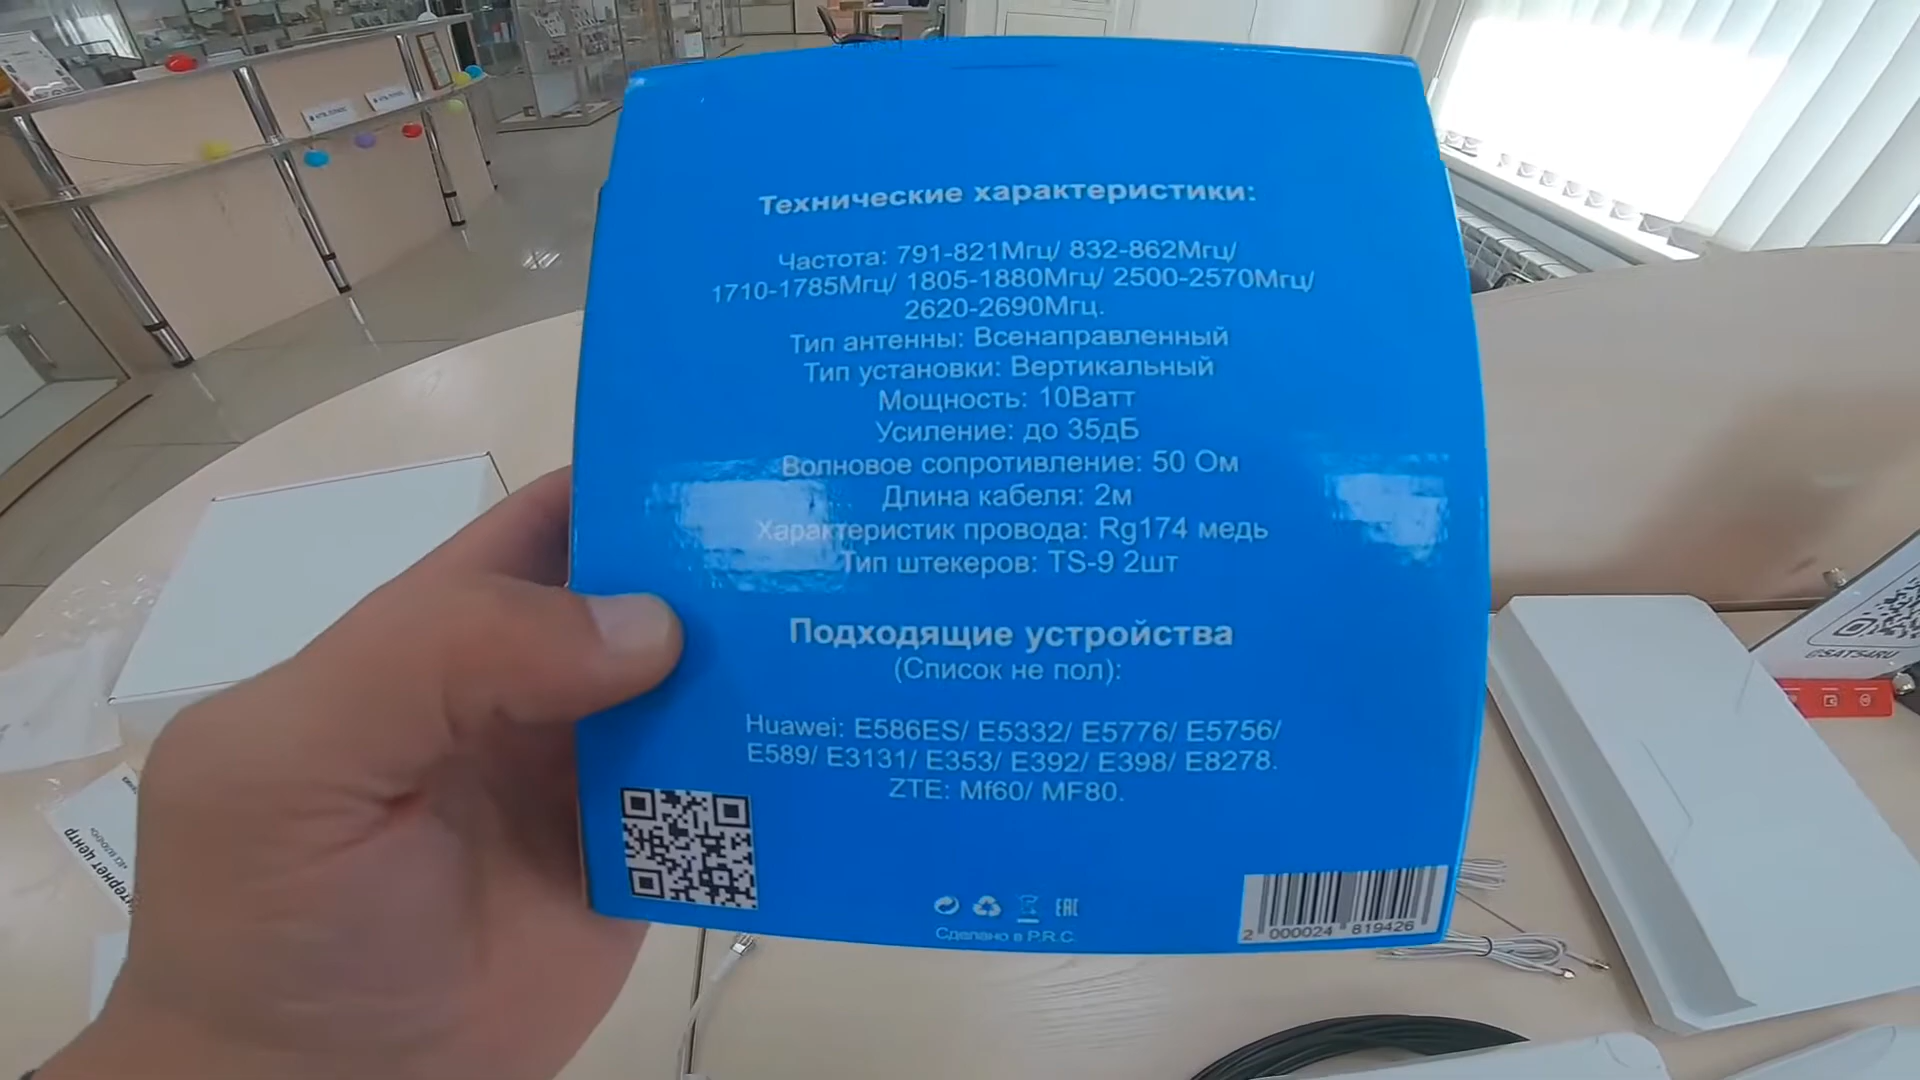 Технические характеристики:
Частота: 791-821Мгц/ 832-862Мгц/
1710-1785Мгц/ 1805-1880Мгц/ 2500-2570Мгц/
2620-2690Мгц.
Тип антенны: Всенаправленный
Тип установки: Вертикальный
Мощность: 10Ватт
Усиление: до 35дБ
Волновое сопротивление: 50 Ом
Длина кабеля: 2м
Характеристик провода: Rg174 медь
Тип штекеров: TS-9 2шт
Подходящие устройства
(Список не пол):
Huawei: E586ES/ E5332/ E5776/ E5756/
E589/ E3131/ E353/ E392/ E398/ E8278.
ZTE: Mf60/ MF80.
EAC
Сделано в P.R.C.
2 000024 819426
@SATS4RU
центр